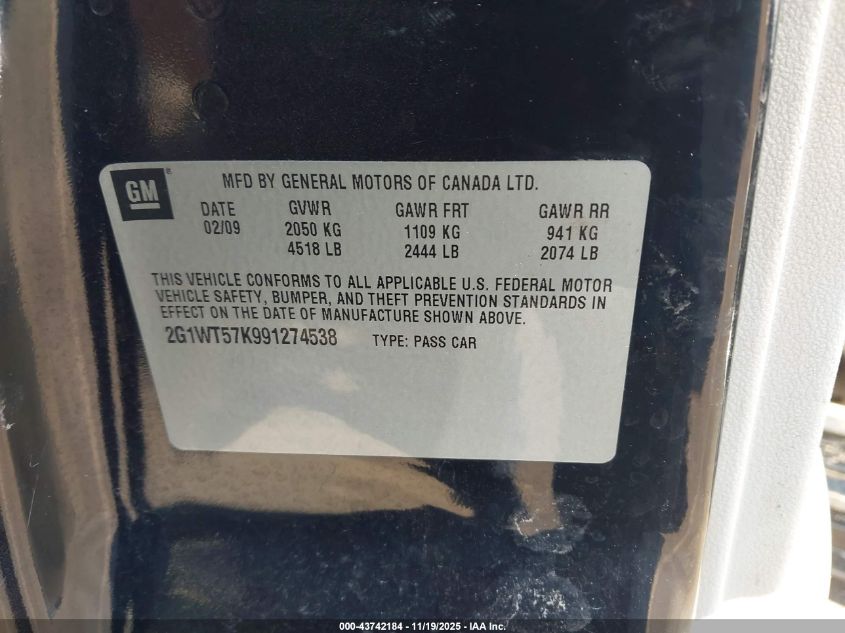 GM ®
MFD BY GENERAL MOTORS OF CANADA LTD.
DATE GVWR GAWR FRT GAWR RR
02/09 2050 KG 1109 KG 941 KG
4518 LB 2444 LB 2074 LB
THIS VEHICLE CONFORMS TO ALL APPLICABLE U.S. FEDERAL MOTOR
VEHICLE SAFETY, BUMPER, AND THEFT PREVENTION STANDARDS IN
EFFECT ON THE DATE OF MANUFACTURE SHOWN ABOVE.
2G1WT57K991274538 TYPE: PASS CAR
000-43742184 - 11/19/2025 - IAA Inc.